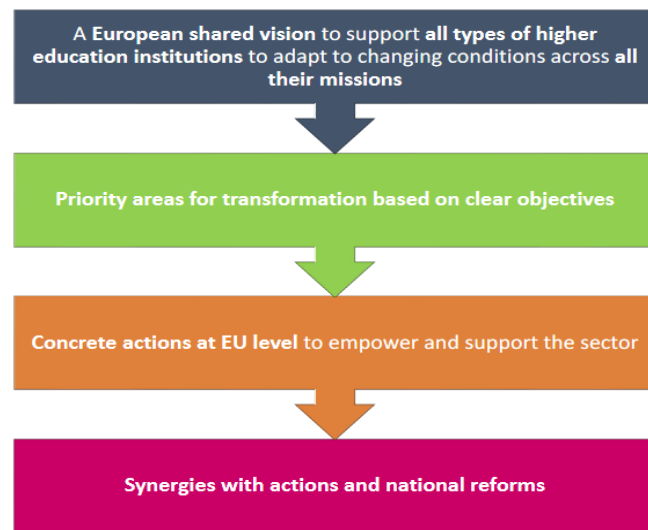 A European shared vision to support all types of higher
education institutions to adapt to changing conditions across all
their missions
Priority areas for transformation based on clear objectives
Concrete actions at EU level to empower and support the sector
Synergies with actions and national reforms